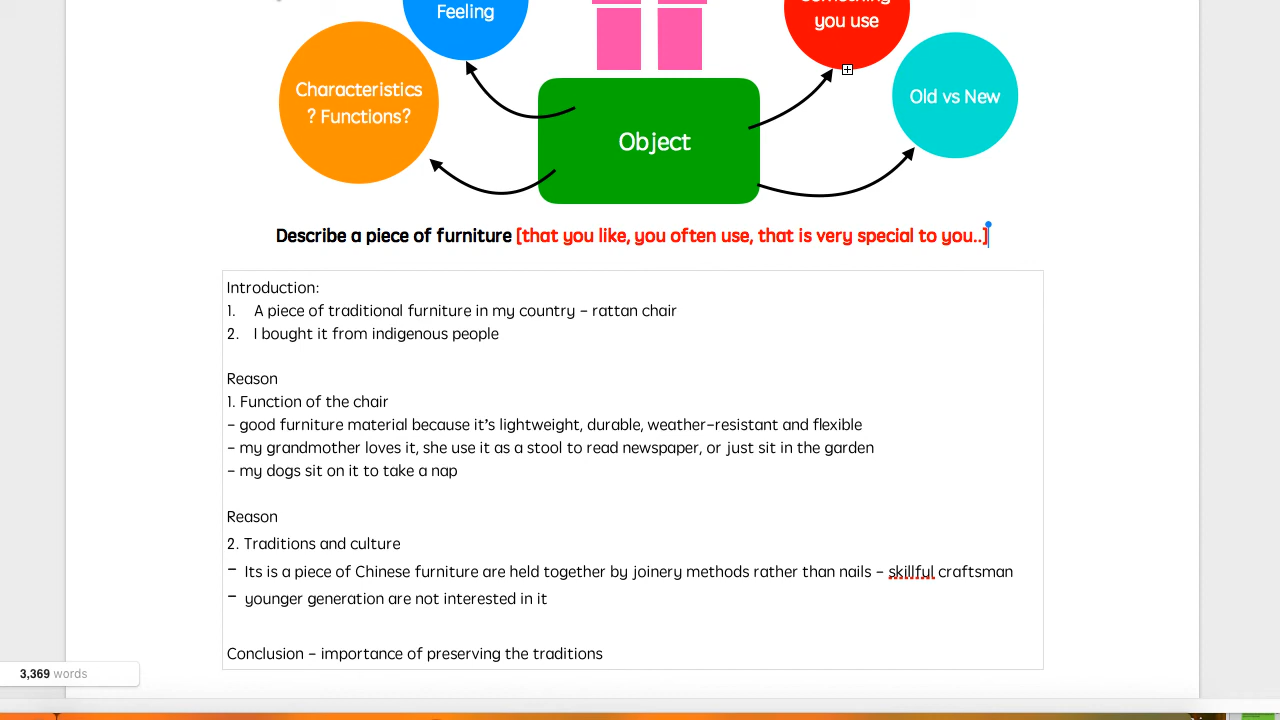 Feeling
you use
Characteristics
? Functions?
Old vs New
Object
Describe a piece of furniture [that you like, you often use, that is very special to you..]
Introduction:
1. A piece of traditional furniture in my country - rattan chair
2. I bought it from indigenous people
Reason
1. Function of the chair
- good furniture material because it's lightweight, durable, weather-resistant and flexible
- my grandmother loves it, she use it as a stool to read newspaper, or just sit in the garden
- my dogs sit on it to take a nap
Reason
2. Traditions and culture
- Its is a piece of Chinese furniture are held together by joinery methods rather than nails - skillful craftsman
- younger generation are not interested in it
Conclusion - importance of preserving the traditions
3,369 words